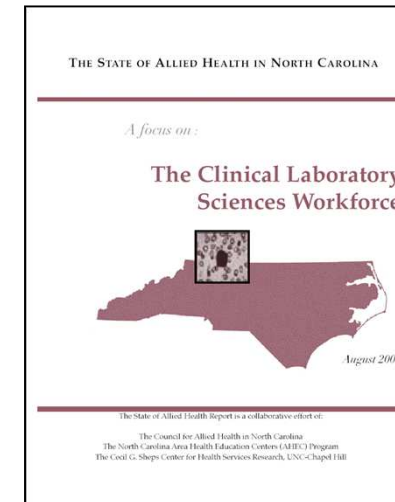 THE STATE OF ALLIED HEALTH IN NORTH CAROLINA
A focus on :
The Clinical Laboratory
Sciences Workforce
August 200
The State of Allied Health Report is a collaborative effort of:
The Council for Allied Health in North Carolina
The North Carolina Area Health Education Centers (AHEC) Program
The Cecil G. Sheps Center for Health Services Research, UNC-Chapel Hill